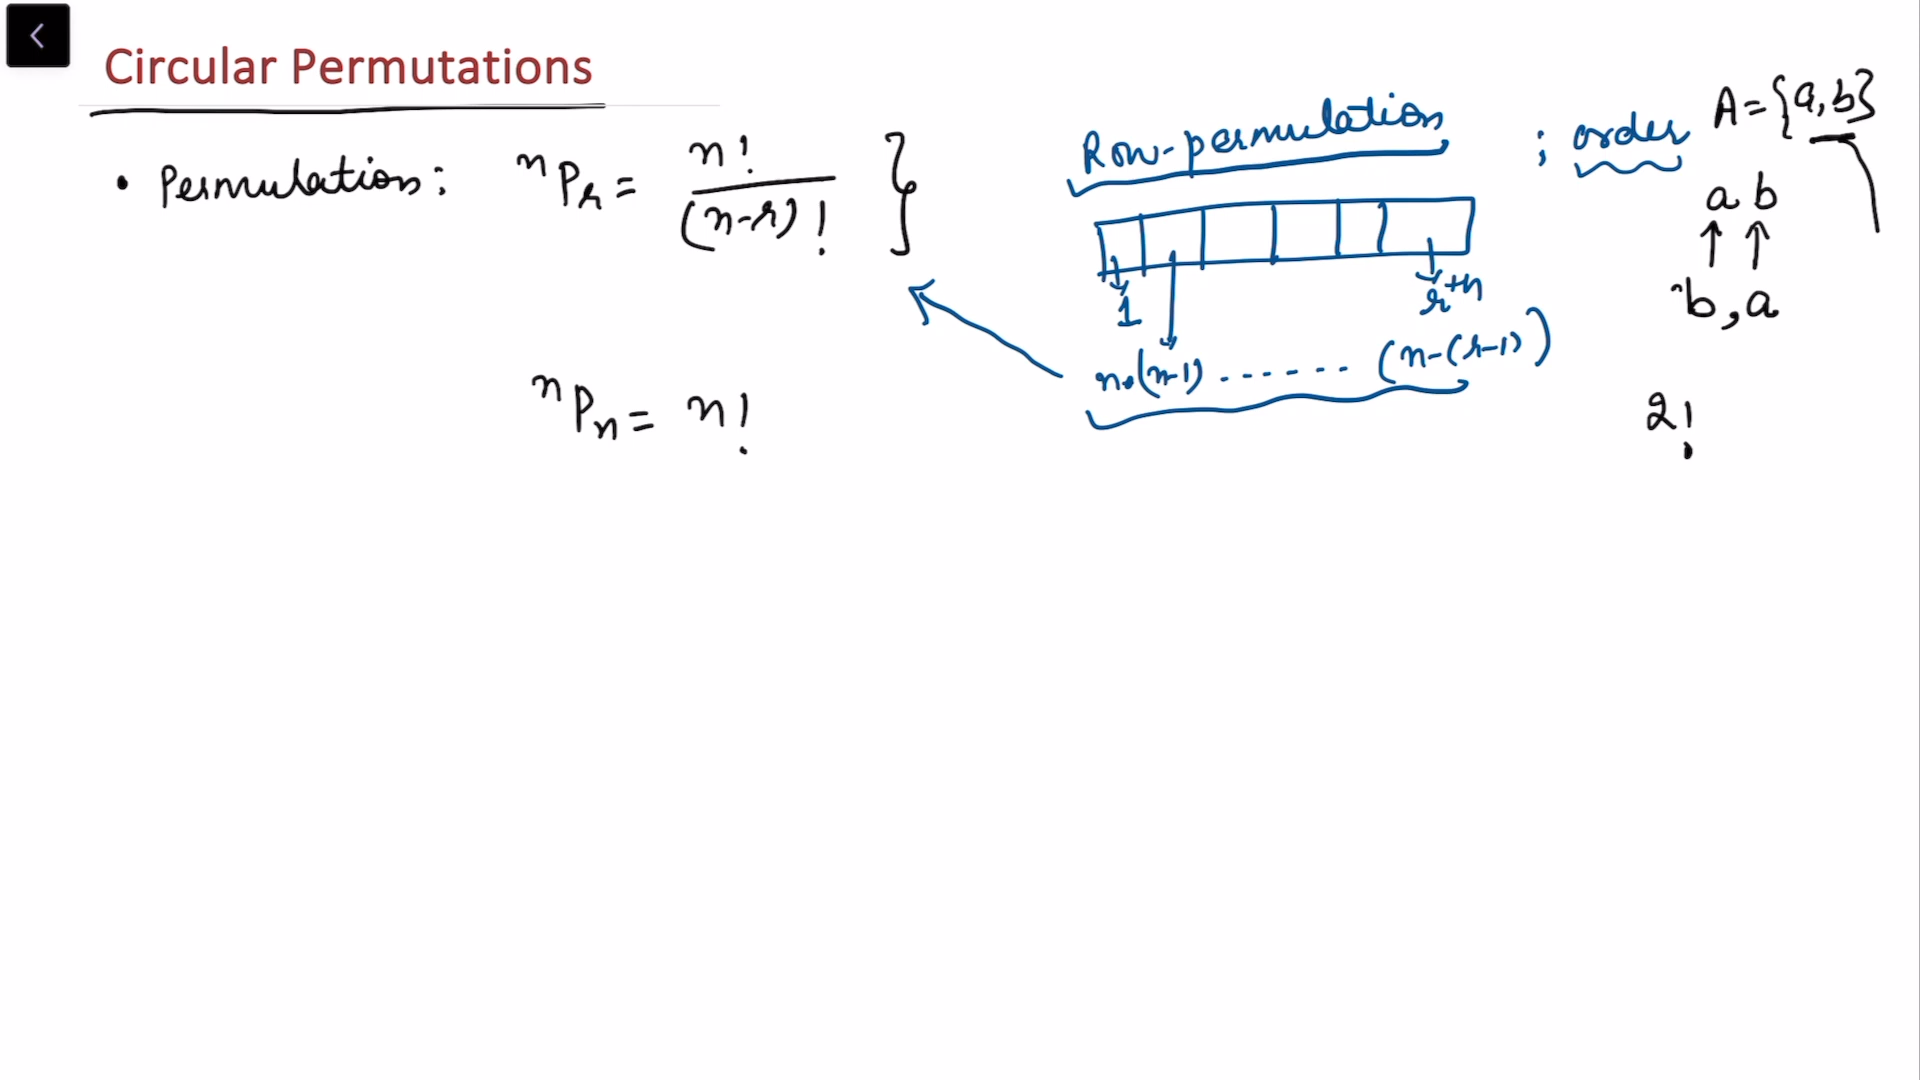 Circular Permutations
• Permutation: nPr = n! / (n-r)! }
nPn = n!
Row-permutation ; order
1
rth
n.(n-1) ....... (n-(r-1))
A = {a, b}
a b
b, a
2!